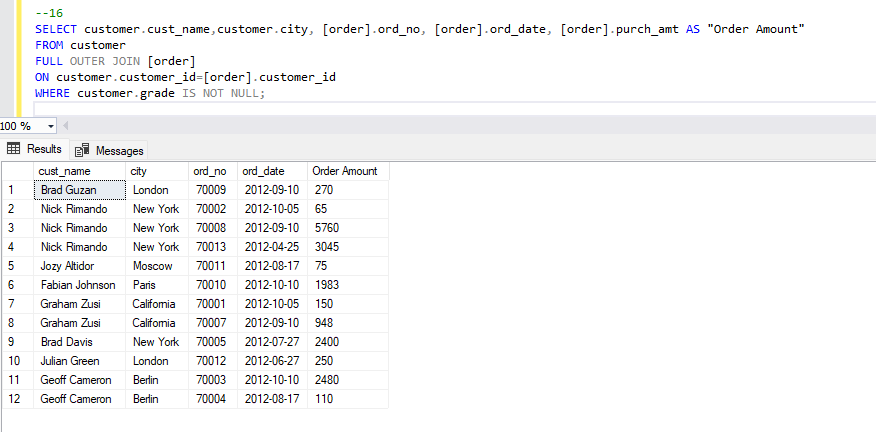 --16
SELECT customer.cust_name,customer.city, [order].ord_no, [order].ord_date, [order].purch_amt AS "Order Amount"
FROM customer
FULL OUTER JOIN [order]
ON customer.customer_id=[order].customer_id
WHERE customer.grade IS NOT NULL;
100 %
Results Messages
cust_name city ord_no ord_date Order Amount
1 Brad Guzan London 70009 2012-09-10 270
2 Nick Rimando New York 70002 2012-10-05 65
3 Nick Rimando New York 70008 2012-09-10 5760
4 Nick Rimando New York 70013 2012-04-25 3045
5 Jozy Altidor Moscow 70011 2012-08-17 75
6 Fabian Johnson Paris 70010 2012-10-10 1983
7 Graham Zusi California 70001 2012-10-05 150
8 Graham Zusi California 70007 2012-09-10 948
9 Brad Davis New York 70005 2012-07-27 2400
10 Julian Green London 70012 2012-06-27 250
11 Geoff Cameron Berlin 70003 2012-10-10 2480
12 Geoff Cameron Berlin 70004 2012-08-17 110